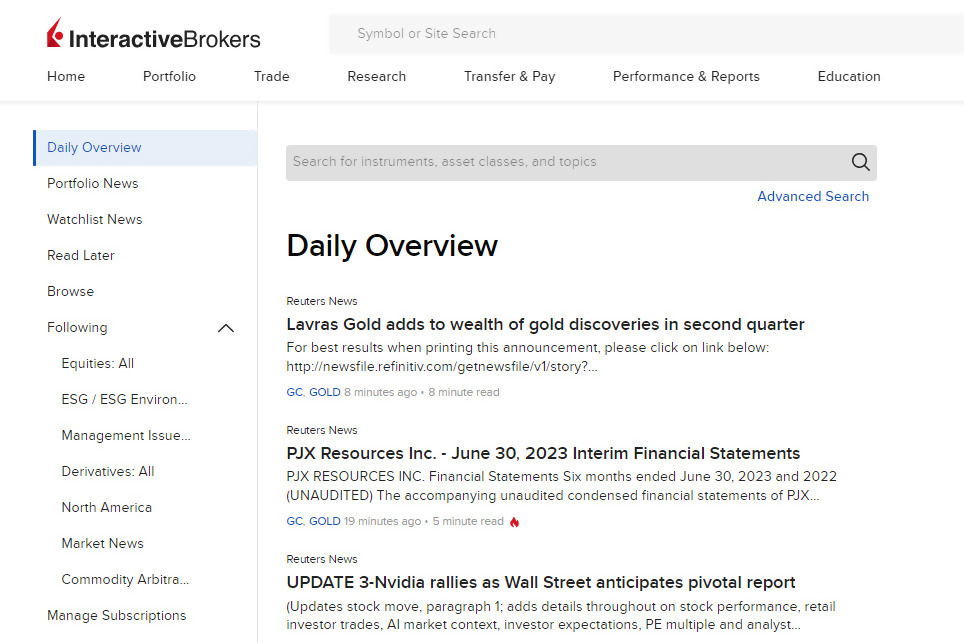 InteractiveBrokers
Symbol or Site Search
Home Portfolio Trade Research Transfer & Pay Performance & Reports Education
Daily Overview
Portfolio News
Watchlist News
Read Later
Browse
Following
Equities: All
ESG / ESG Environ...
Management Issue...
Derivatives: All
North America
Market News
Commodity Arbitra...
Manage Subscriptions
Search for instruments, asset classes, and topics
Advanced Search
Daily Overview
Reuters News
Lavras Gold adds to wealth of gold discoveries in second quarter
For best results when printing this announcement, please click on link below:
http://newsfile.refinitiv.com/getnewsfile/v1/story?...
GC, GOLD 8 minutes ago • 8 minute read
Reuters News
PJX Resources Inc. - June 30, 2023 Interim Financial Statements
PJX RESOURCES INC. Financial Statements Six months ended June 30, 2023 and 2022
(UNAUDITED) The accompanying unaudited condensed financial statements of PJX...
GC, GOLD 19 minutes ago • 5 minute read
Reuters News
UPDATE 3-Nvidia rallies as Wall Street anticipates pivotal report
(Updates stock move, paragraph 1; adds details throughout on stock performance, retail
investor trades, AI market context, investor expectations, PE multiple and analyst...